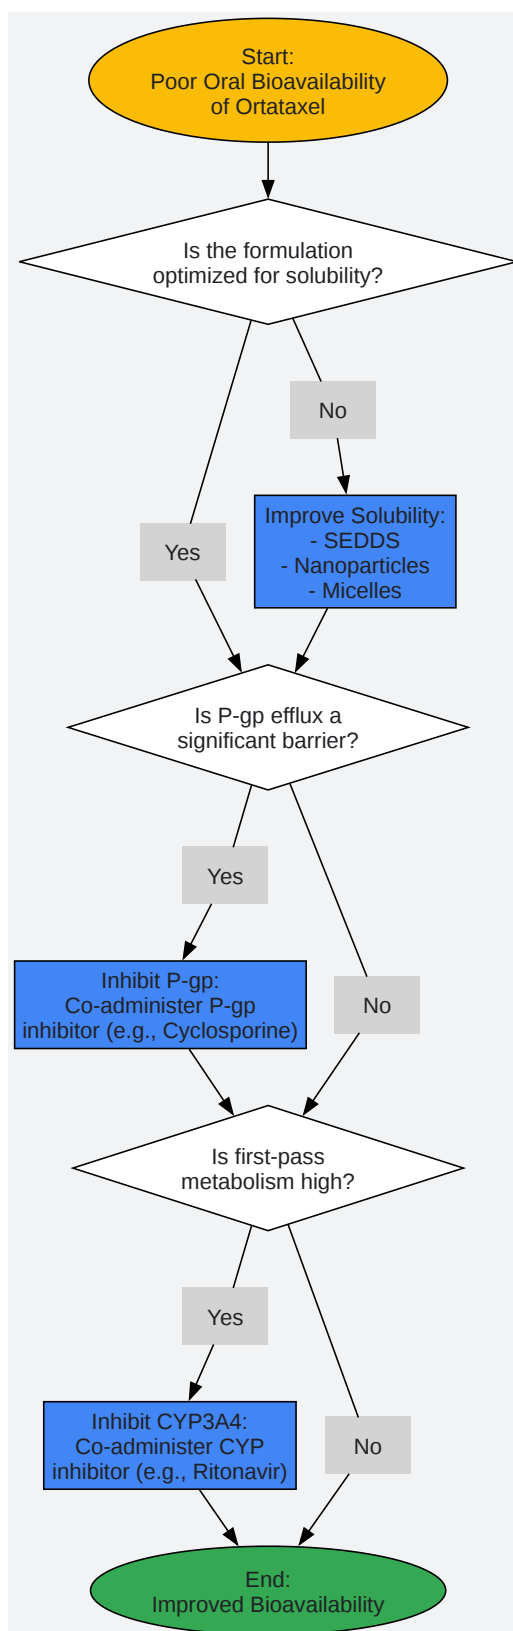 Start:
Poor Oral Bioavailability
of Ortataxel
Is the formulation
optimized for solubility?
No
Improve Solubility:
- SEDDS
- Nanoparticles
- Micelles
Yes
Is P-gp efflux a
significant barrier?
Yes
Inhibit P-gp:
Co-administer P-gp
inhibitor (e.g., Cyclosporine)
No
Is first-pass
metabolism high?
Yes
Inhibit CYP3A4:
Co-administer CYP
inhibitor (e.g., Ritonavir)
No
End:
Improved Bioavailability